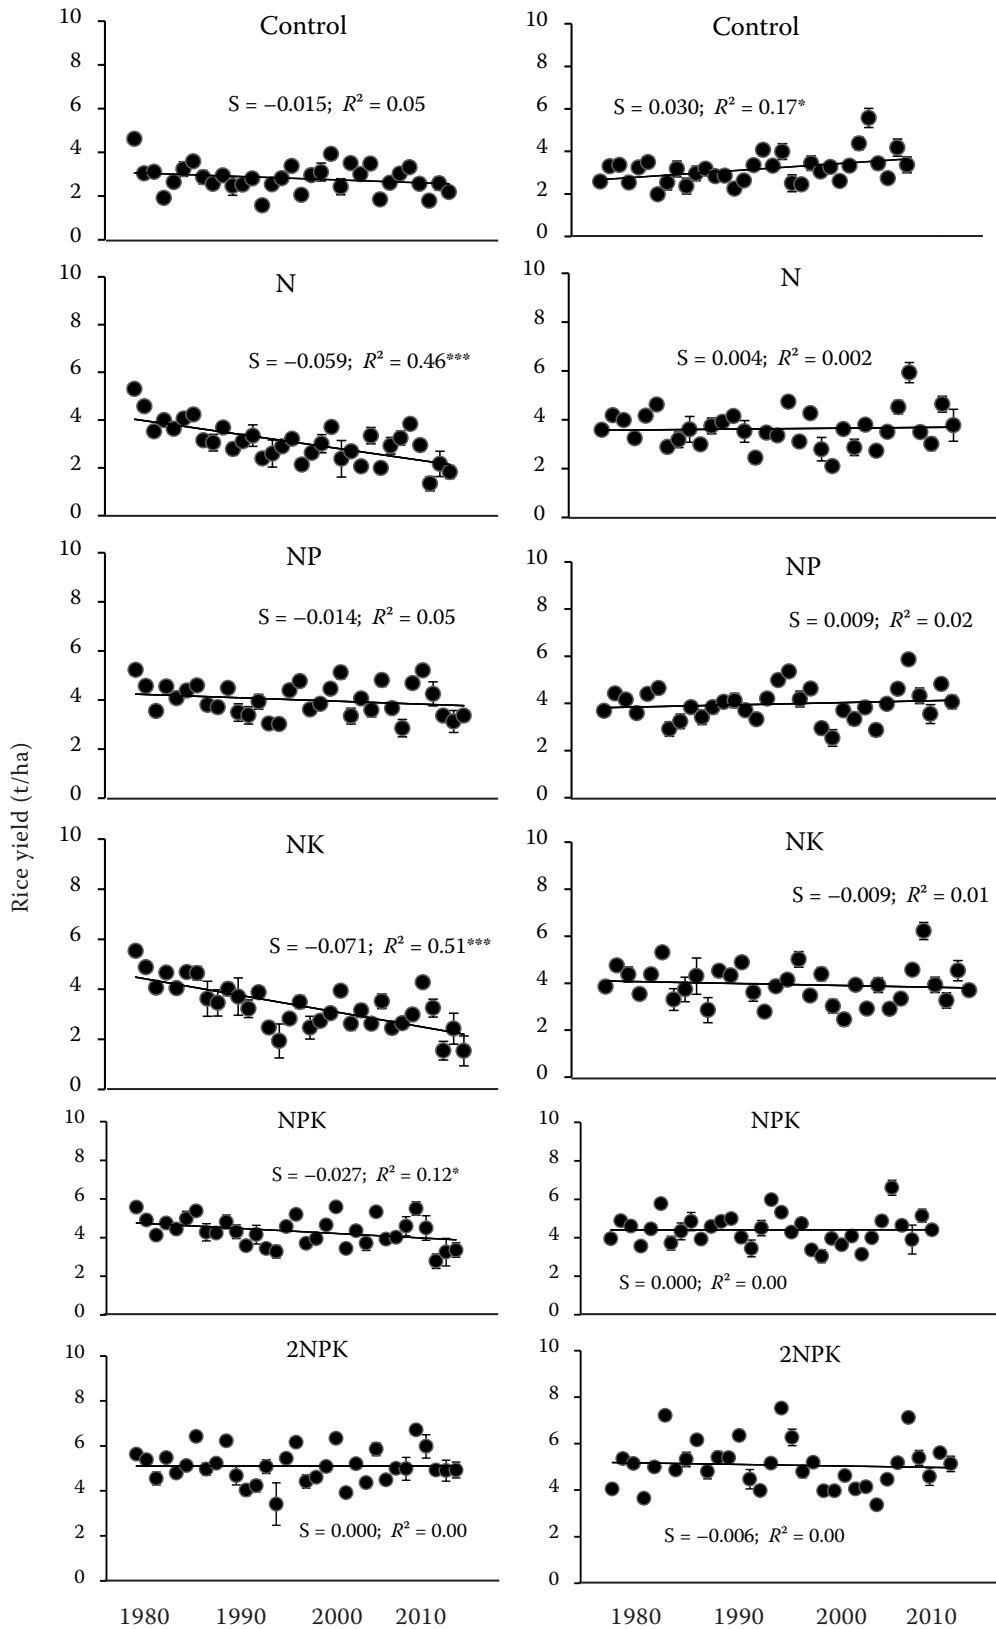 Rice yield (t/ha)
Control
S = −0.015; R² = 0.05
10
8
6
4
2
0
Control
S = 0.030; R² = 0.17*
10
8
6
4
2
0
N
S = −0.059; R² = 0.46***
10
8
6
4
2
0
N
S = 0.004; R² = 0.002
10
8
6
4
2
0
NP
S = −0.014; R² = 0.05
10
8
6
4
2
0
NP
S = 0.009; R² = 0.02
10
8
6
4
2
0
NK
S = −0.071; R² = 0.51***
10
8
6
4
2
0
NK
S = −0.009; R² = 0.01
10
8
6
4
2
0
NPK
S = −0.027; R² = 0.12*
10
8
6
4
2
0
NPK
S = 0.000; R² = 0.00
10
8
6
4
2
0
2NPK
S = 0.000; R² = 0.00
10
8
6
4
2
0
1980 1990 2000 2010
2NPK
S = −0.006; R² = 0.00
10
8
6
4
2
0
1980 1990 2000 2010